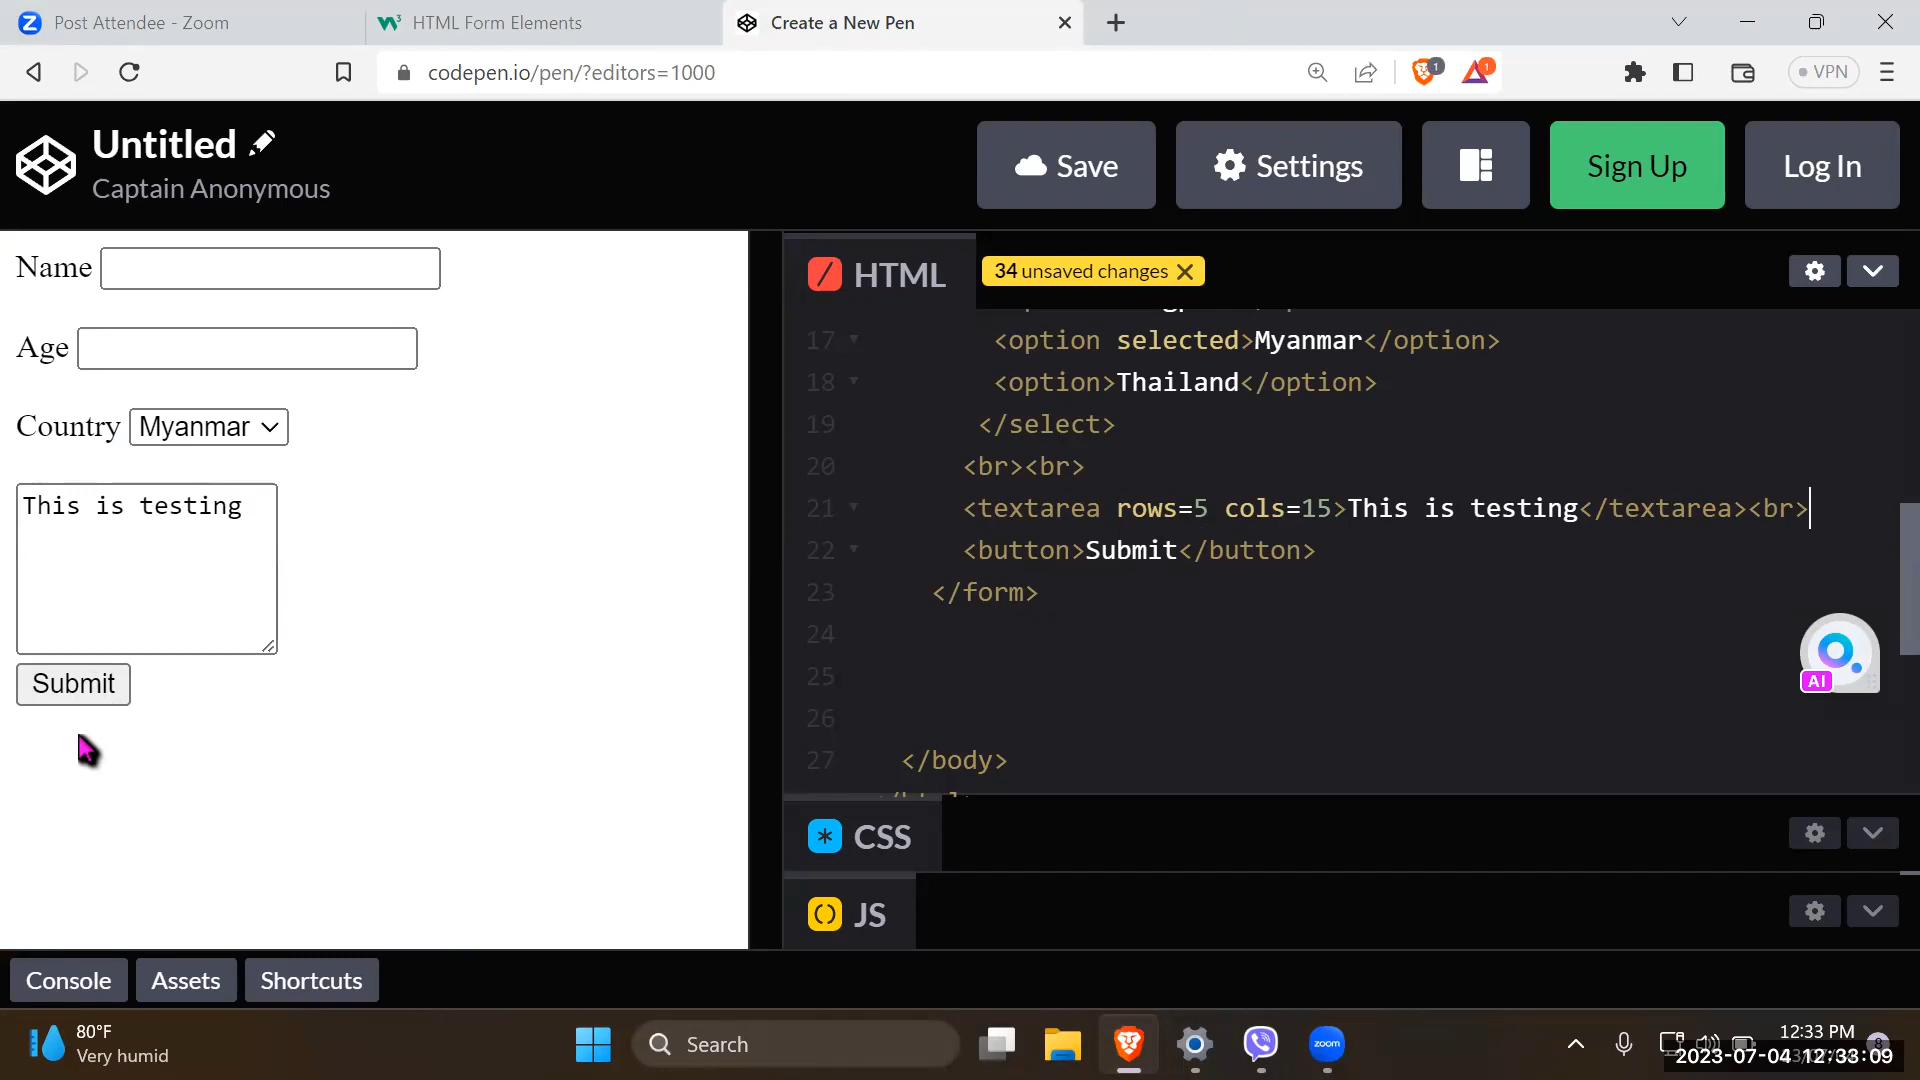 Post Attendee - Zoom
HTML Form Elements
Create a New Pen
codepen.io/pen/?editors=1000
1
1
VPN
Untitled
Captain Anonymous
Save
Settings
Sign Up
Log In
Name
Age
Country Myanmar
This is testing
Submit
HTML
34 unsaved changes
17 <option selected>Myanmar</option>
18 <option>Thailand</option>
19 </select>
20 <br><br>
21 <textarea rows=5 cols=15>This is testing</textarea><br>
22 <button>Submit</button>
23 </form>
24
25
26
27 </body>
AI
CSS
JS
Console
Assets
Shortcuts
80°F
Very humid
Search
zoom
12:33 PM
8
2023-07-04 12:33:09